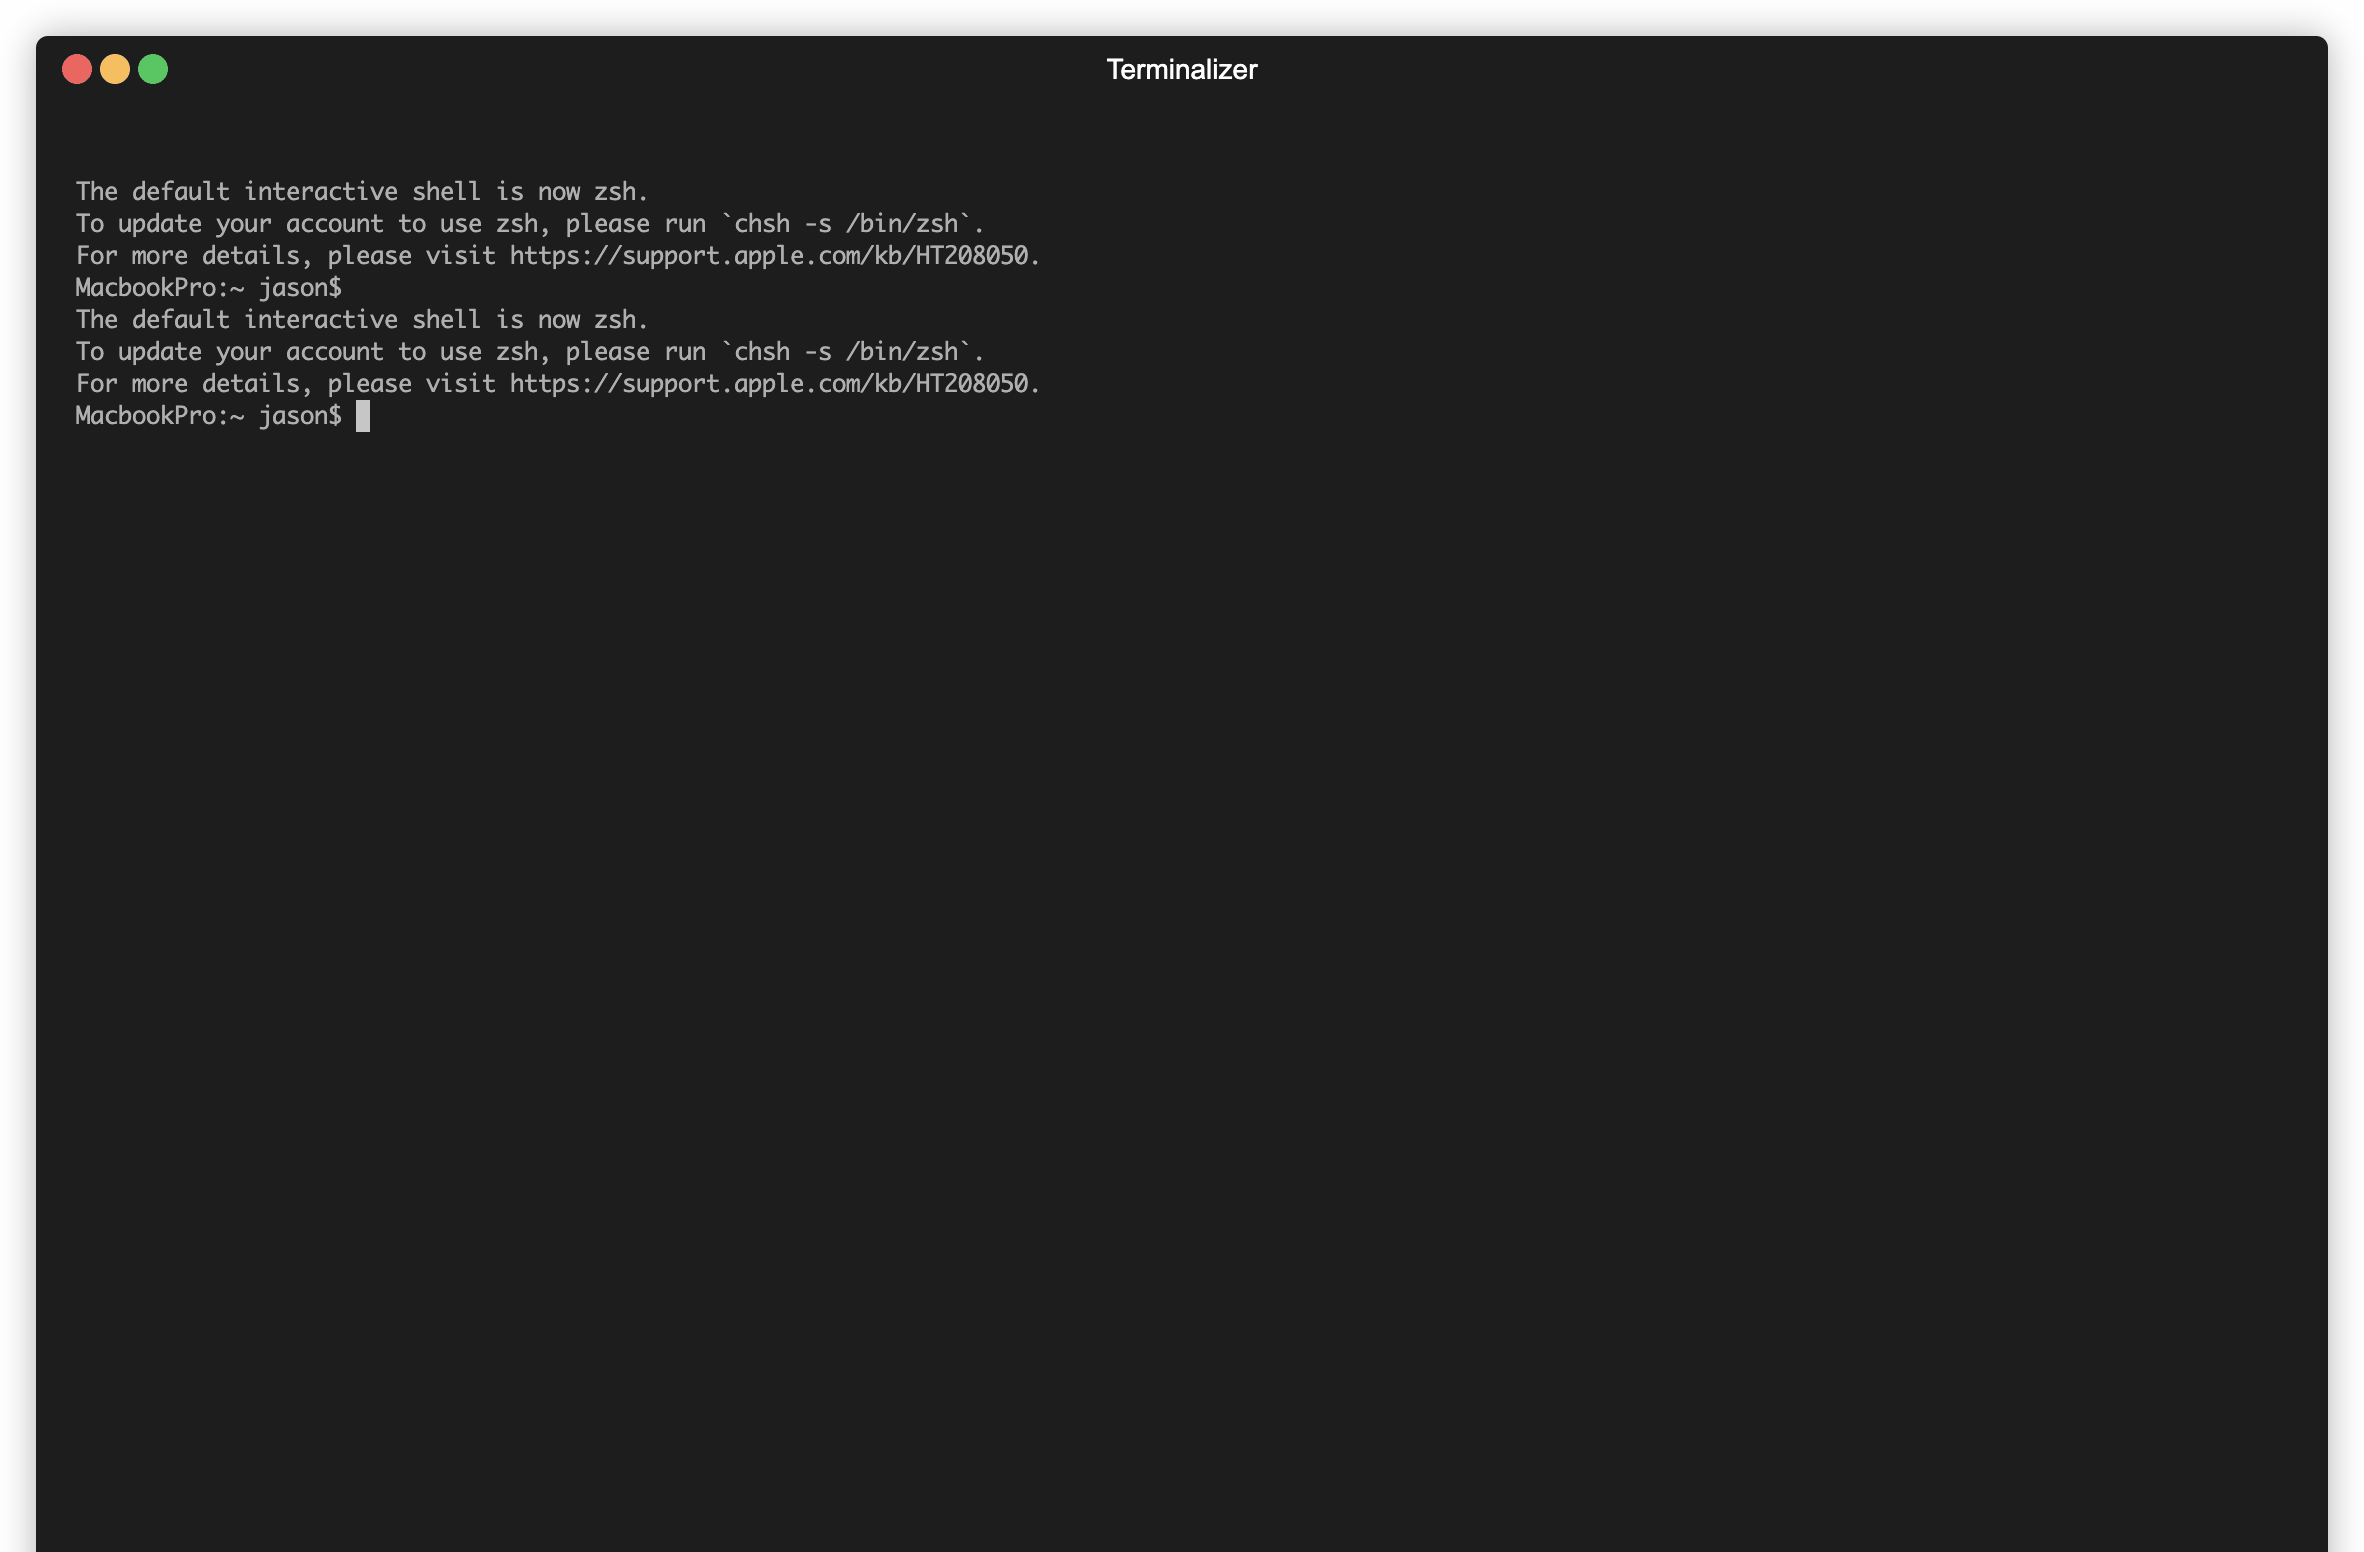 Terminalizer
The default interactive shell is now zsh.
To update your account to use zsh, please run `chsh -s /bin/zsh`.
For more details, please visit https://support.apple.com/kb/HT208050.
MacbookPro:~ jason$
The default interactive shell is now zsh.
To update your account to use zsh, please run `chsh -s /bin/zsh`.
For more details, please visit https://support.apple.com/kb/HT208050.
MacbookPro:~ jason$